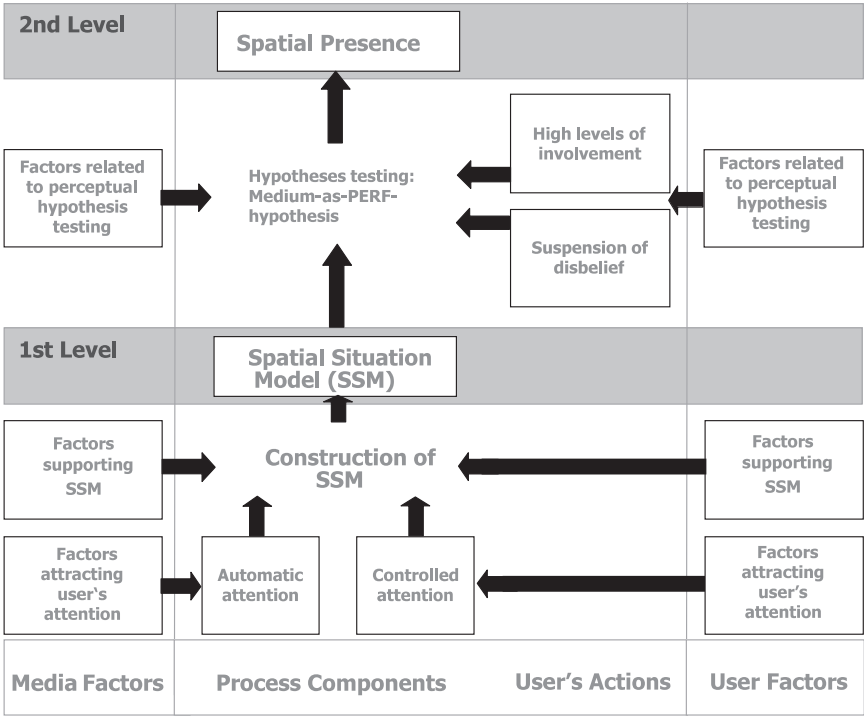 2nd Level
Spatial Presence
Factors related
to perceptual
hypothesis
testing
Hypotheses testing:
Medium-as-PERF-
hypothesis
High levels of
involvement
Suspension of
disbelief
Factors related
to perceptual
hypothesis
testing
1st Level
Spatial Situation
Model (SSM)
Factors
supporting
SSM
Construction of
SSM
Factors
supporting
SSM
Factors
attracting
user‘s
attention
Automatic
attention
Controlled
attention
Factors
attracting
user’s
attention
Media Factors
Process Components
User’s Actions
User Factors